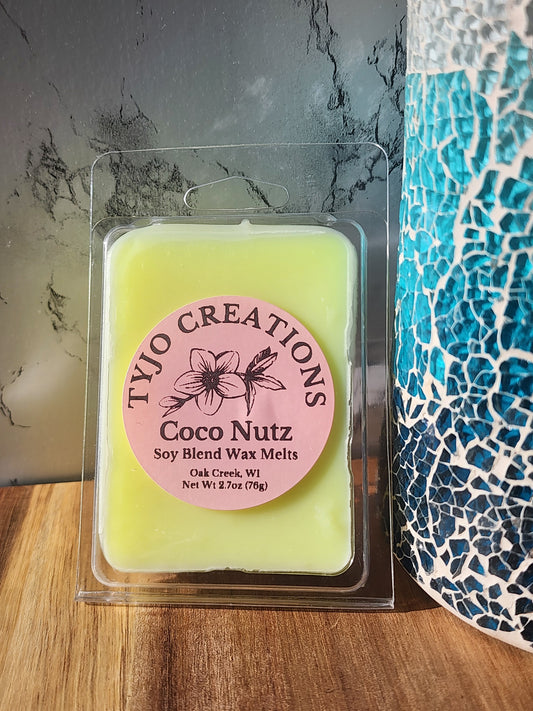 TYJO CREATIONS
Coco Nutz
Soy Blend Wax Melts
Oak Creek, WI
Net Wt 2.7oz (76g)